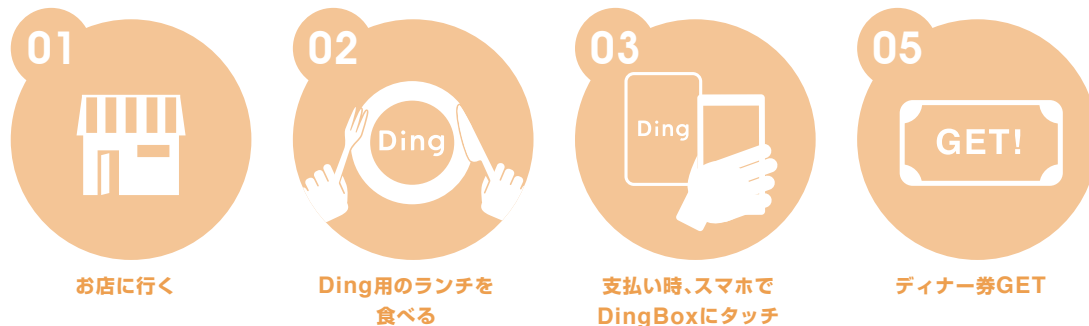 01
02
03
05
Ding
Ding
GET!
お店に行く
Ding用のランチを
食べる
支払い時、スマホで
DingBoxにタッチ
ディナー券GET